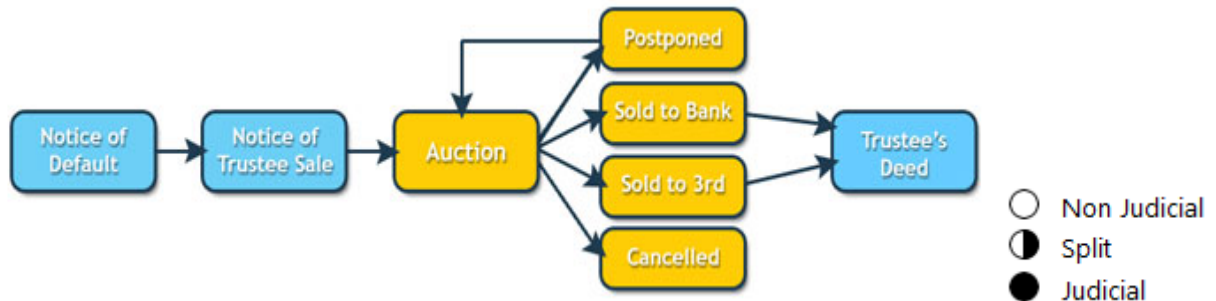 Notice of
Default
Notice of
Trustee Sale
Auction
Postponed
Sold to Bank
Sold to 3rd
Cancelled
Trustee's
Deed
Non Judicial
Split
Judicial